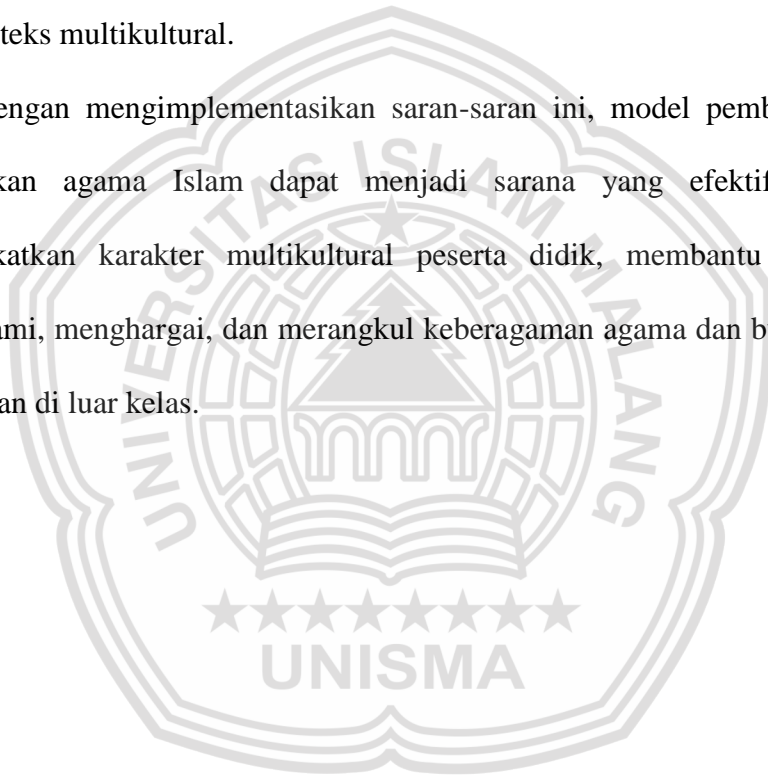 teks multikultural.
engan mengimplementasikan saran-saran ini, model pemb
kan agama Islam dapat menjadi sarana yang efektif
katkan karakter multikultural peserta didik, membantu
ami, menghargai, dan merangkul keberagaman agama dan b
an di luar kelas.
UNIVERSITAS ISLAM MALANG
UNISMA